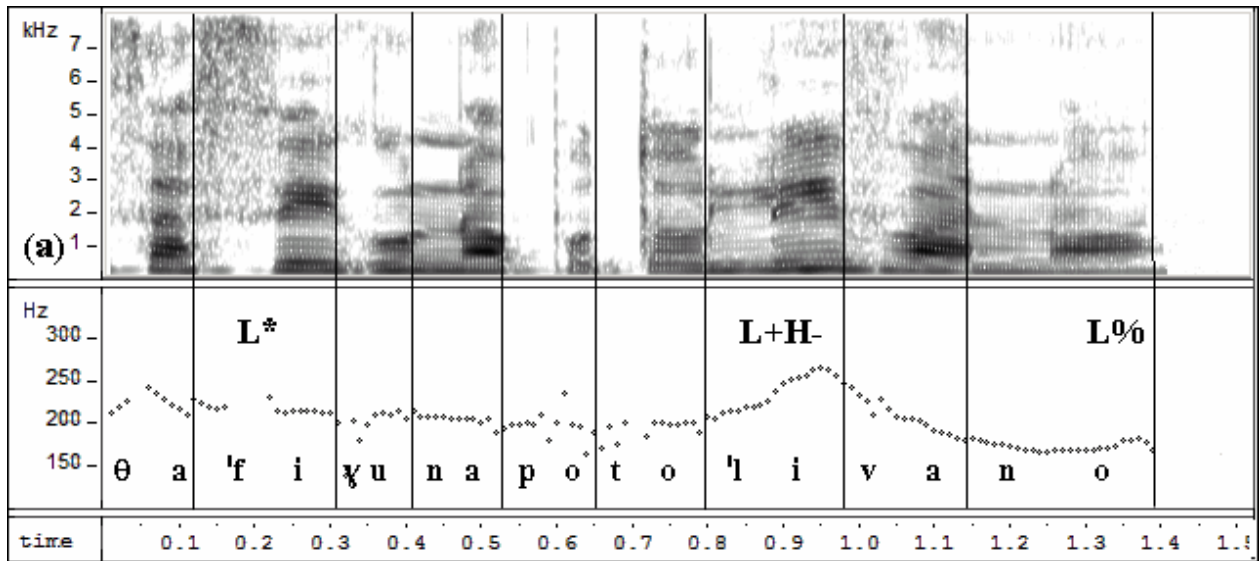 kHz
7
6
5
4
3
2
1
(a)
Hz
300
250
200
150
L* L+H- L%
θ a 'f i ɣ u n a p o t o 'l i v a n o
time 0.1 0.2 0.3 0.4 0.5 0.6 0.7 0.8 0.9 1.0 1.1 1.2 1.3 1.4